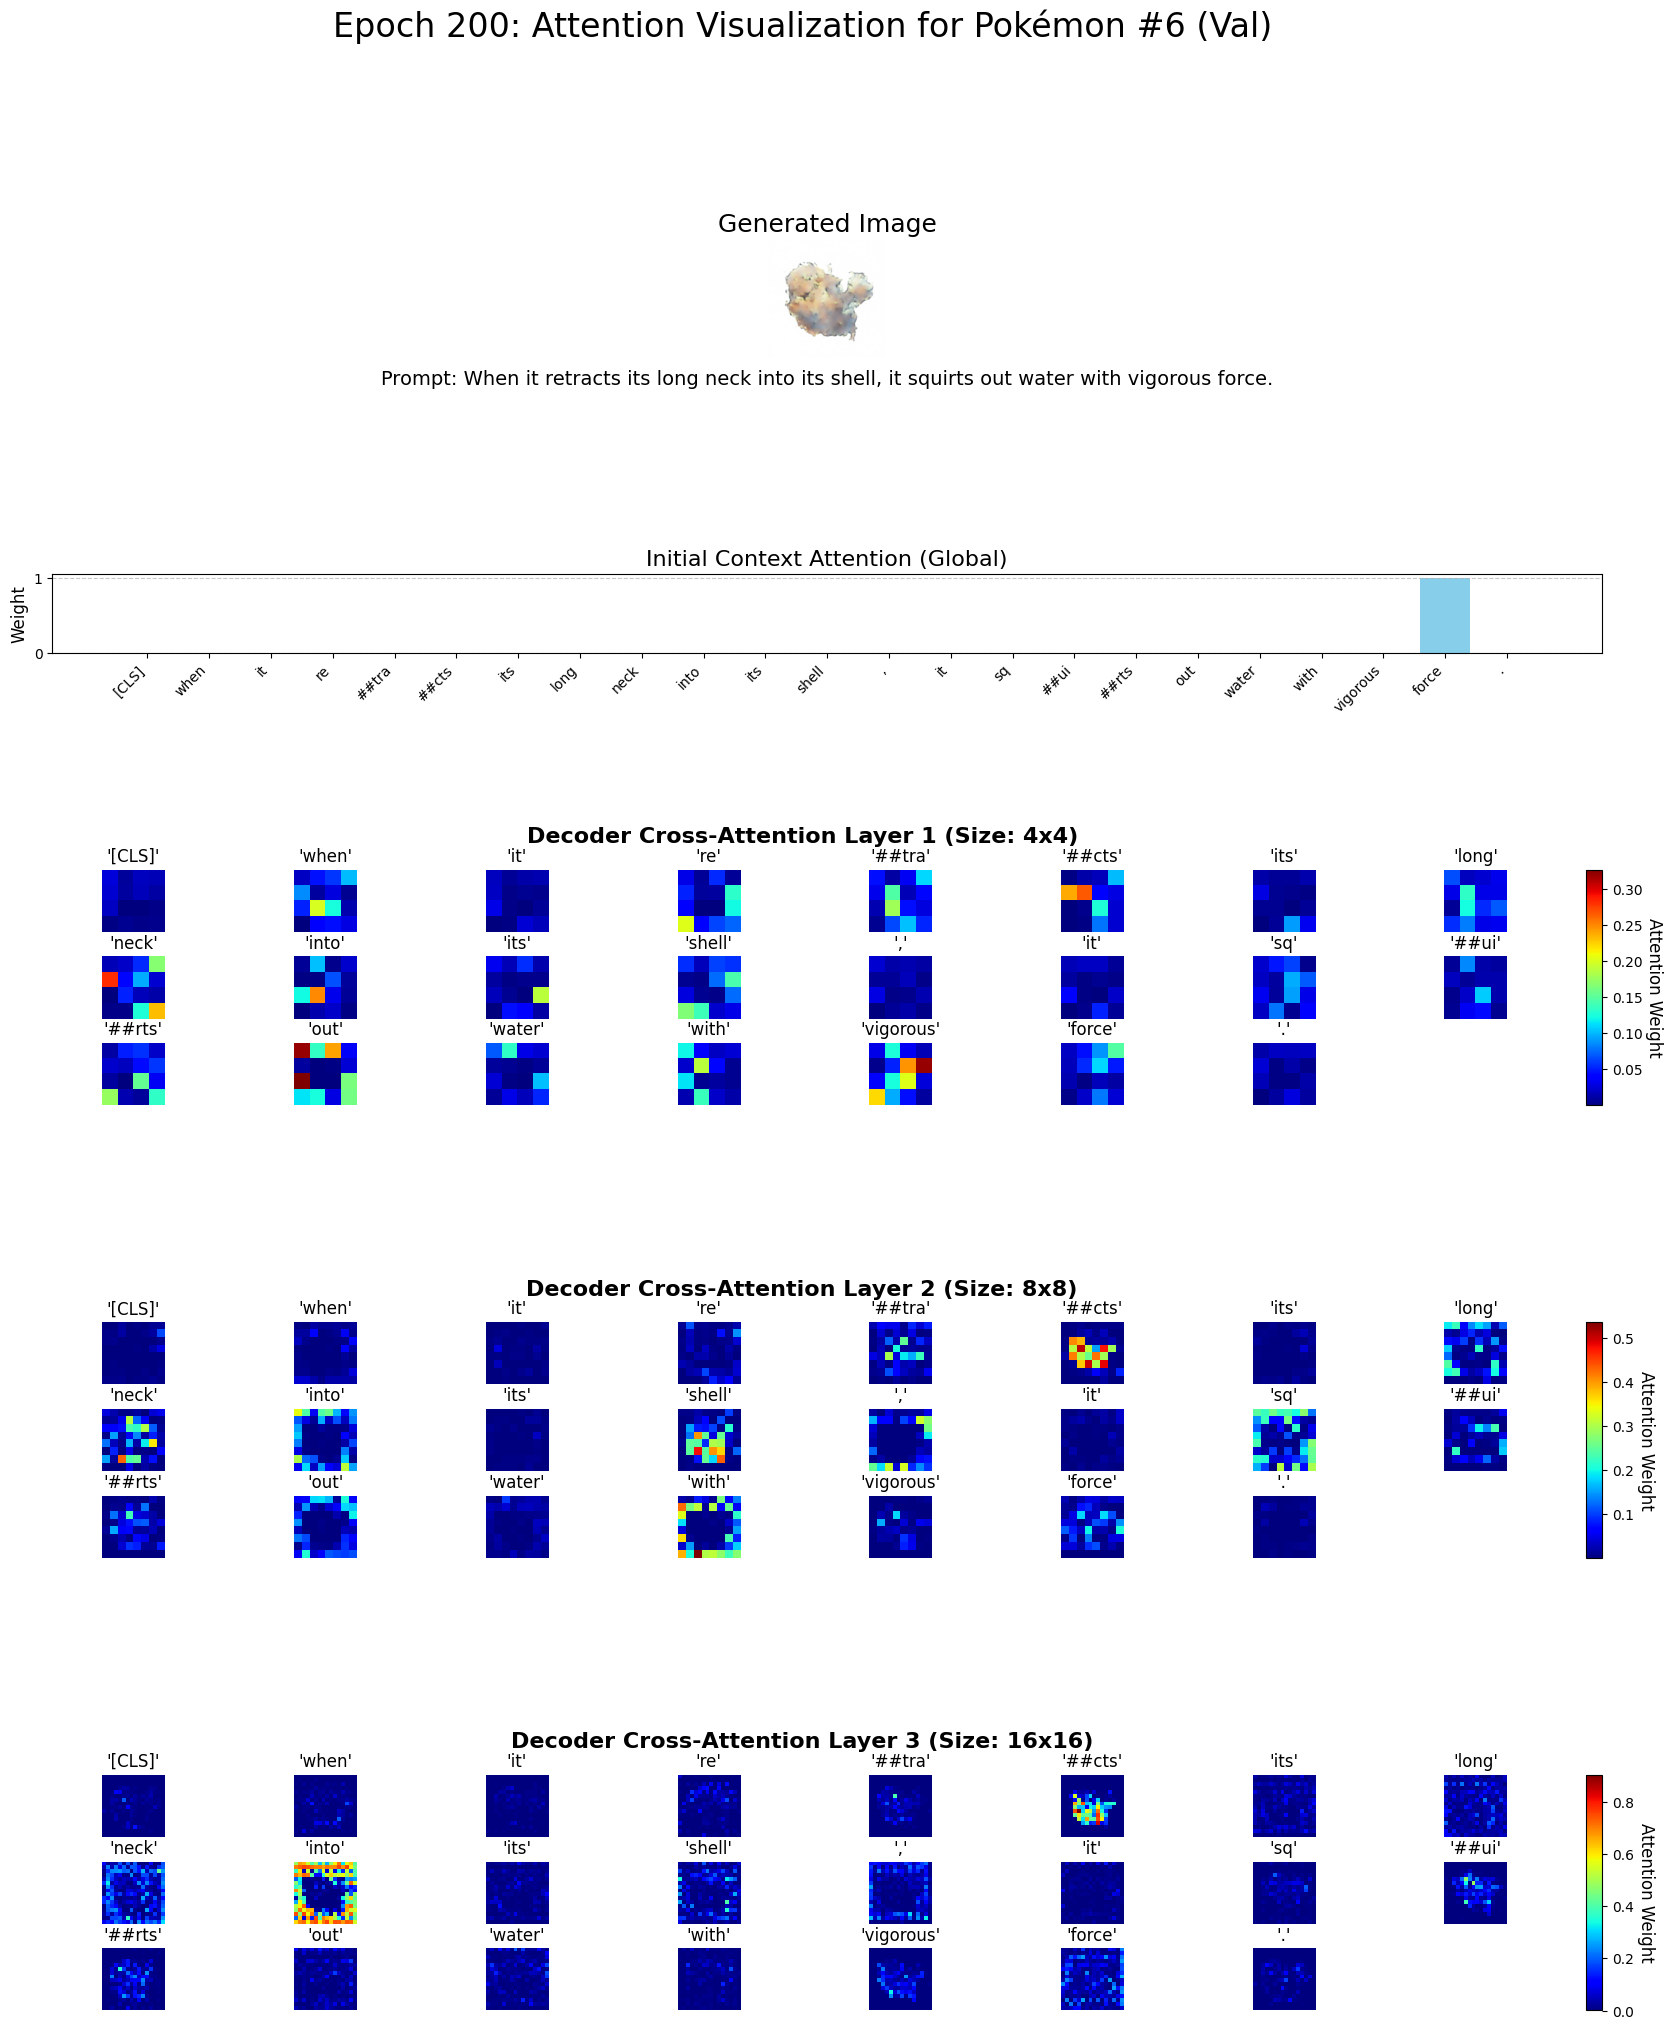 Epoch 200: Attention Visualization for Pokémon #6 (Val)
Generated Image
Prompt: When it retracts its long neck into its shell, it squirts out water with vigorous force.
Initial Context Attention (Global)
Weight
1
0
[CLS] when it re ##tra ##cts its long neck into its shell , it sq ##ui ##rts out water with vigorous force .
Decoder Cross-Attention Layer 1 (Size: 4x4)
'[CLS]' 'when' 'it' 're' '##tra' '##cts' 'its' 'long'
'neck' 'into' 'its' 'shell' ',' 'it' 'sq' '##ui'
'##rts' 'out' 'water' 'with' 'vigorous' 'force' '.'
0.30
0.25
0.20
0.15
0.10
0.05
Attention Weight
Decoder Cross-Attention Layer 2 (Size: 8x8)
'[CLS]' 'when' 'it' 're' '##tra' '##cts' 'its' 'long'
'neck' 'into' 'its' 'shell' ',' 'it' 'sq' '##ui'
'##rts' 'out' 'water' 'with' 'vigorous' 'force' '.'
0.5
0.4
0.3
0.2
0.1
Attention Weight
Decoder Cross-Attention Layer 3 (Size: 16x16)
'[CLS]' 'when' 'it' 're' '##tra' '##cts' 'its' 'long'
'neck' 'into' 'its' 'shell' ',' 'it' 'sq' '##ui'
'##rts' 'out' 'water' 'with' 'vigorous' 'force' '.'
0.8
0.6
0.4
0.2
0.0
Attention Weight